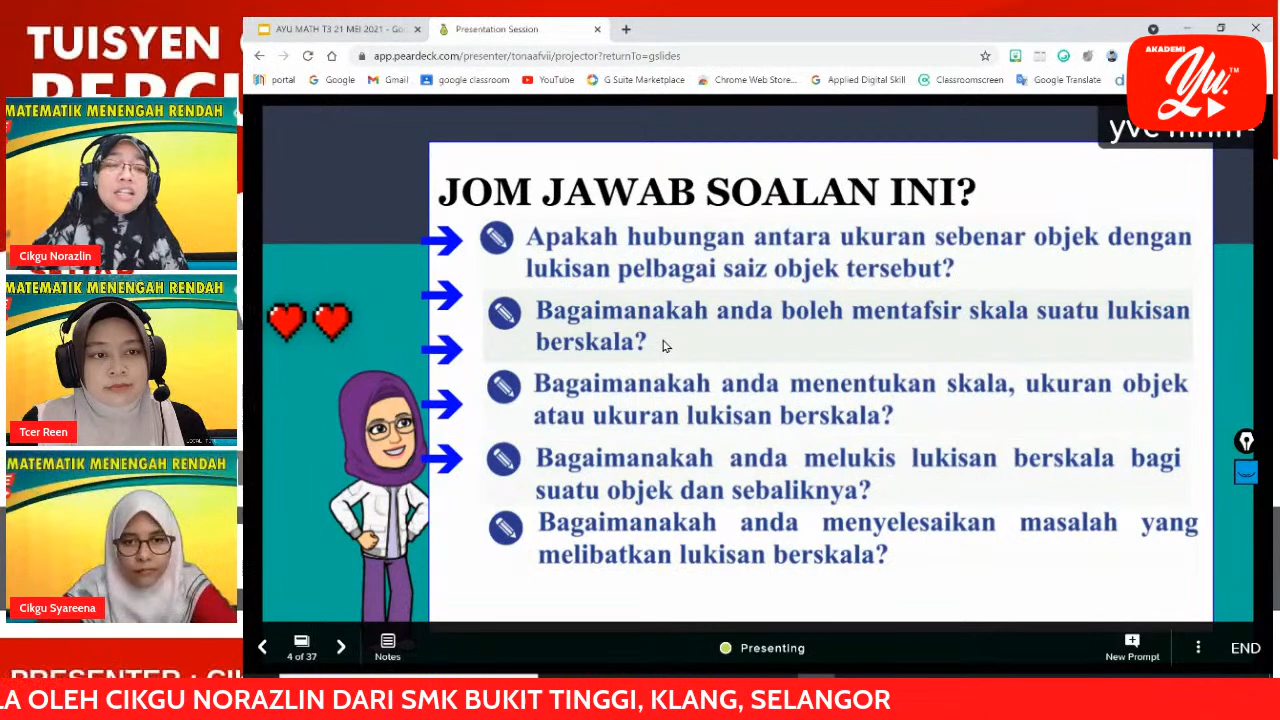 TUISYEN
AYU MATH T3 21 MEI 2021 - Go
Presentation Session
app.peardeck.com/presenter/tonaafvii/projector?returnTo=gslides
portal
Google
Gmail
google classroom
YouTube
G Suite Marketplace
Chrome Web Store...
Applied Digital Skill
Classroomscreen
Google Translate
AKADEMI
Yu.
TM
MATEMATIK MENENGAH RENDAH
Cikgu Norazlin
MATEMATIK MENENGAH RENDAH
Tcer Reen
MATEMATIK MENENGAH RENDAH
Cikgu Syareena
JOM JAWAB SOALAN INI?
Apakah hubungan antara ukuran sebenar objek dengan
lukisan pelbagai saiz objek tersebut?
Bagaimanakah anda boleh mentafsir skala suatu lukisan
berskala?
Bagaimanakah anda menentukan skala, ukuran objek
atau ukuran lukisan berskala?
Bagaimanakah anda melukis lukisan berskala bagi
suatu objek dan sebaliknya?
Bagaimanakah anda menyelesaikan masalah yang
melibatkan lukisan berskala?
4 of 37
Notes
Presenting
New Prompt
END
LA OLEH CIKGU NORAZLIN DARI SMK BUKIT TINGGI, KLANG, SELANGOR